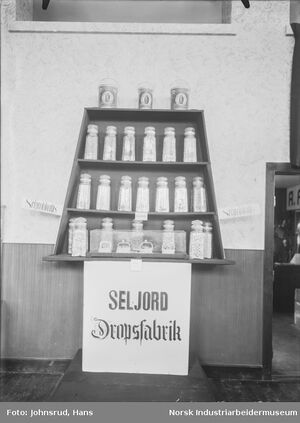 SELJORD
Dropsfabrik
Foto: Johnsrud, Hans
Norsk Industriarbeidermuseum